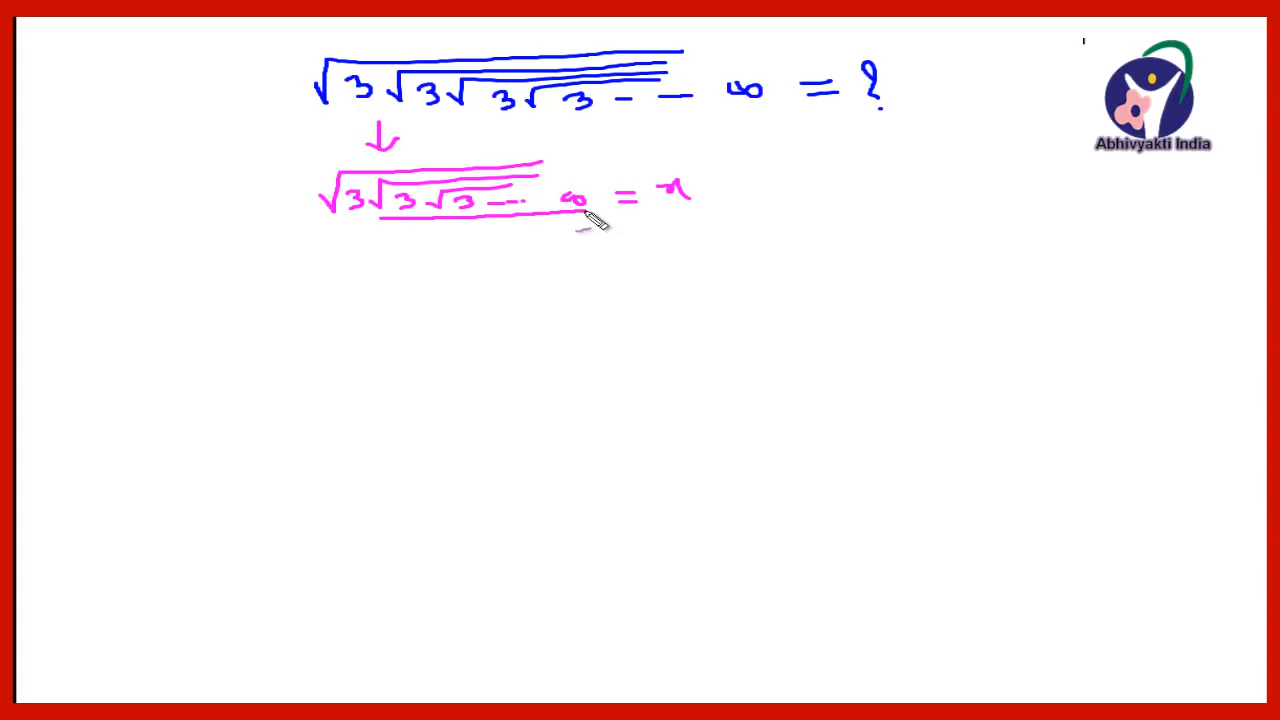 √3√3√3√3 - - ∞ = ?
Abhivyakti India
↓
√3√3√3 --.. ∞ = x